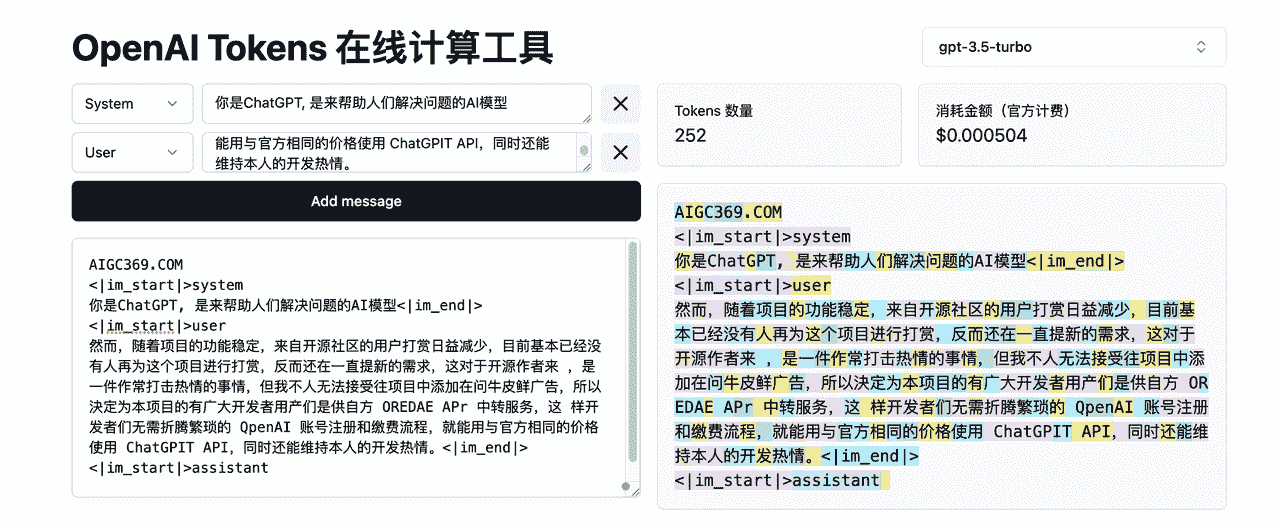 OpenAI Tokens 在线计算工具
gpt-3.5-turbo
System
你是ChatGPT, 是来帮助人们解决问题的AI模型
User
能用与官方相同的价格使用 ChatGPIT API，同时还能
维持本人的开发热情。
Add message
Tokens 数量
252
消耗金额（官方计费）
$0.000504
AIGC369.COM
<|im_start|>system
你是ChatGPT, 是来帮助人们解决问题的AI模型<|im_end|>
<|im_start|>user
然而，随着项目的功能稳定，来自开源社区的用户打赏日益减少，目前基本已经没
有人再为这个项目进行打赏，反而还在一直提新的需求，这对于开源作者来 ，是
一件作常打击热情的事情，但我不人无法接受往项目中添加在问牛皮鲜广告，所以
决定为本项目的有广大开发者用产们是供自方 OREDAE APr 中转服务，这 样开
发者们无需折腾繁琐的 QpenAI 账号注册和缴费流程，就能用与官方相同的价格
使用 ChatGPIT API，同时还能维持本人的开发热情。<|im_end|>
<|im_start|>assistant
AIGC369.COM
<|im_start|>system
你是ChatGPT, 是来帮助人们解决问题的AI模型<|im_end|>
<|im_start|>user
然而，随着项目的功能稳定，来自开源社区的用户打赏日益减少，目前基
本已经没有人再为这个项目进行打赏，反而还在一直提新的需求，这对于
开源作者来 ，是一件作常打击热情的事情，但我不人无法接受往项目中添
加在问牛皮鲜广告，所以决定为本项目的有广大开发者用产们是供自方 OR
EDAE APr 中转服务，这 样开发者们无需折腾繁琐的 QpenAI 账号注册
和缴费流程，就能用与官方相同的价格使用 ChatGPIT API，同时还能维
持本人的开发热情。<|im_end|>
<|im_start|>assistant